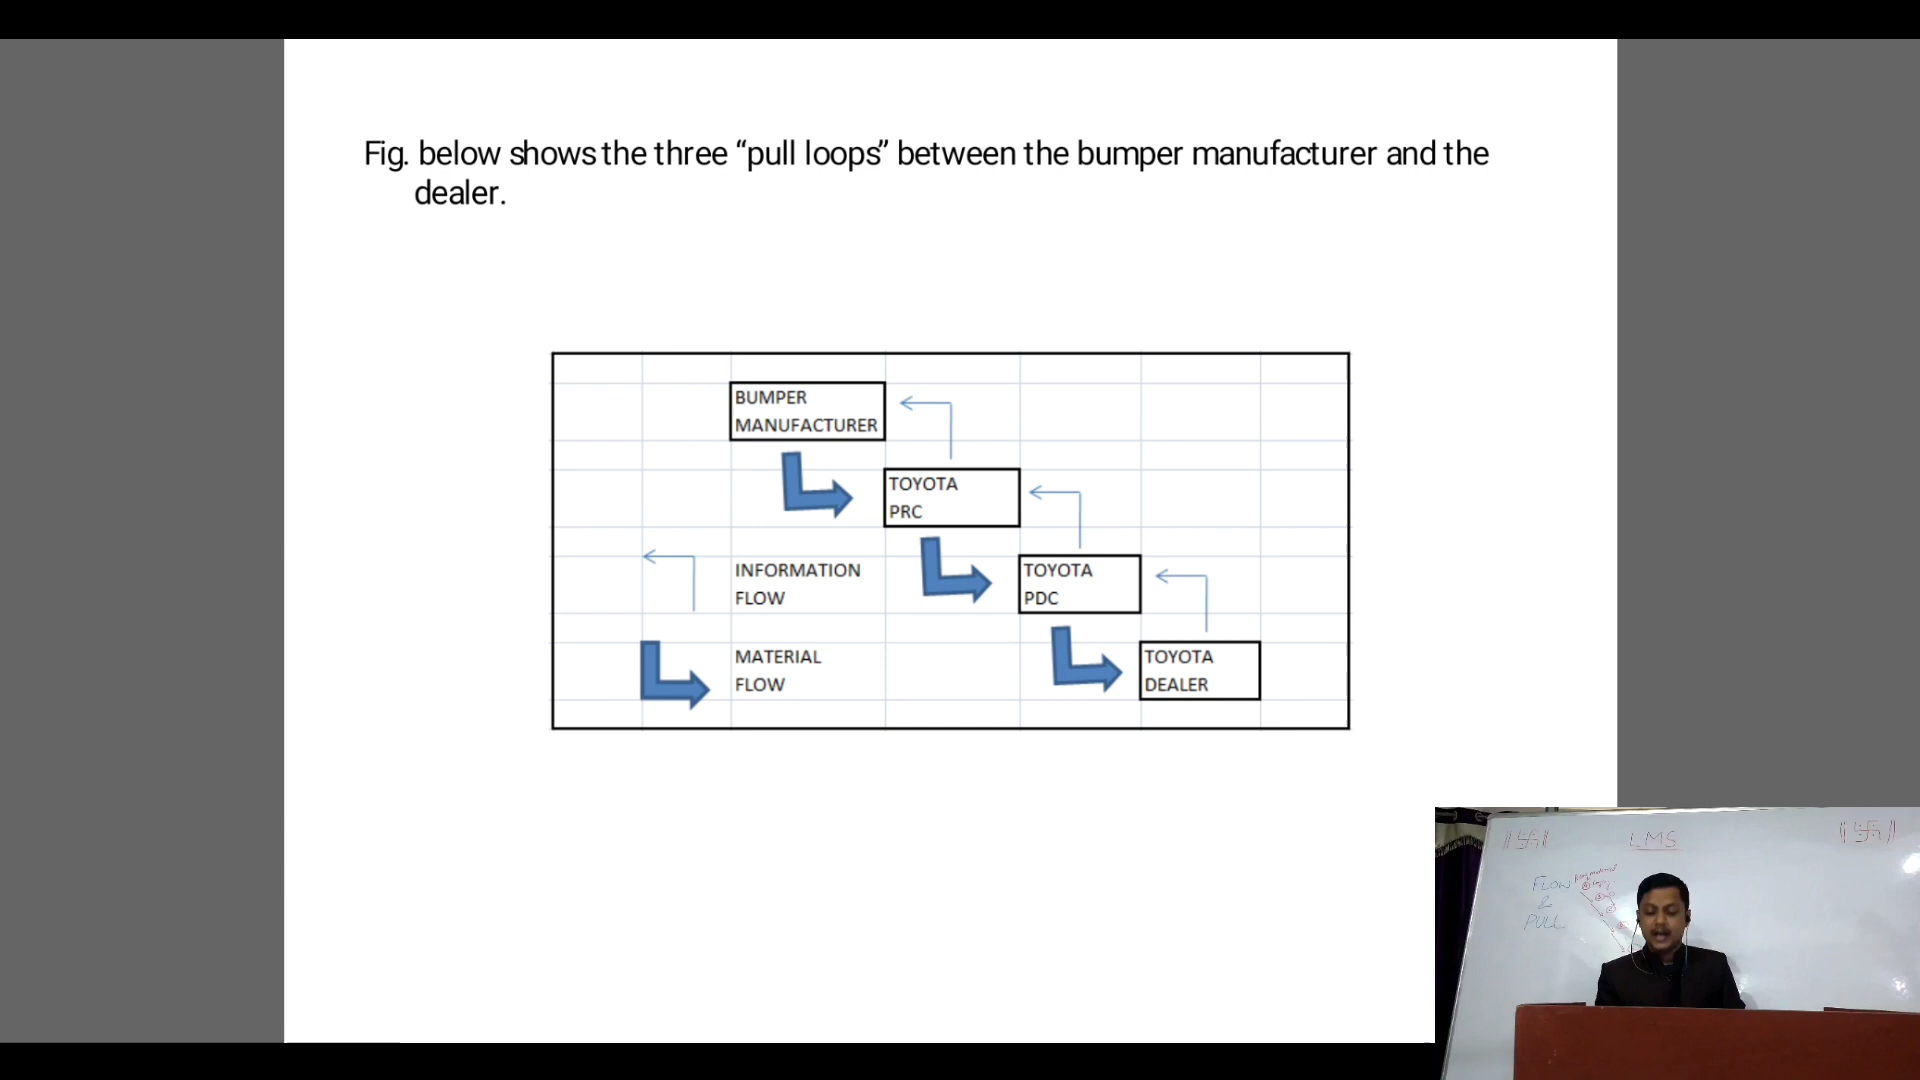 Fig. below shows the three “pull loops” between the bumper manufacturer and the
dealer.
BUMPER
MANUFACTURER
TOYOTA
PRC
INFORMATION
FLOW
TOYOTA
PDC
MATERIAL
FLOW
TOYOTA
DEALER
LMS
FLOW
&
PULL